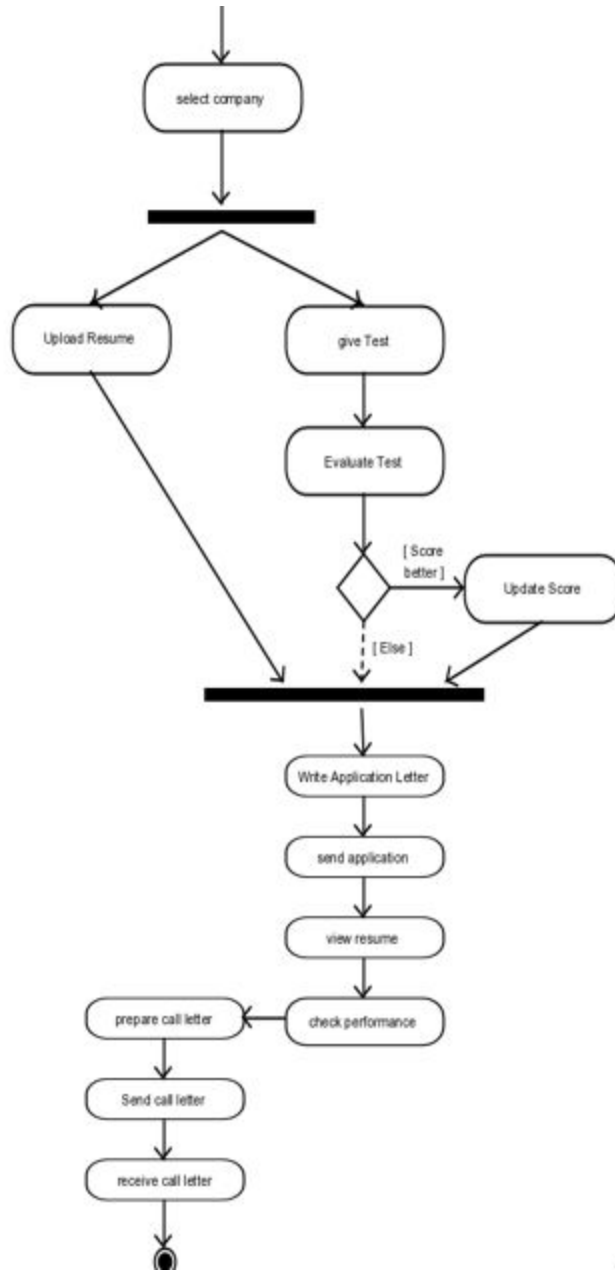 select company
Upload Resume
give Test
Evaluate Test
[ Score
better ]
Update Score
[ Else ]
Write Application Letter
send application
view resume
check performance
prepare call letter
Send call letter
receive call letter